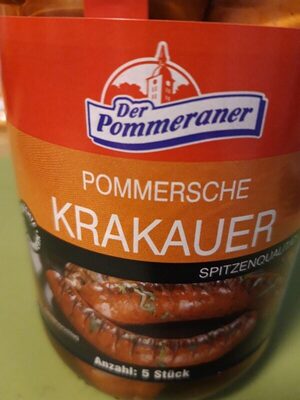 Der
Pommeraner
POMMERSCHE
KRAKAUER
SPITZENQUALITÄT
Anzahl: 5 Stück